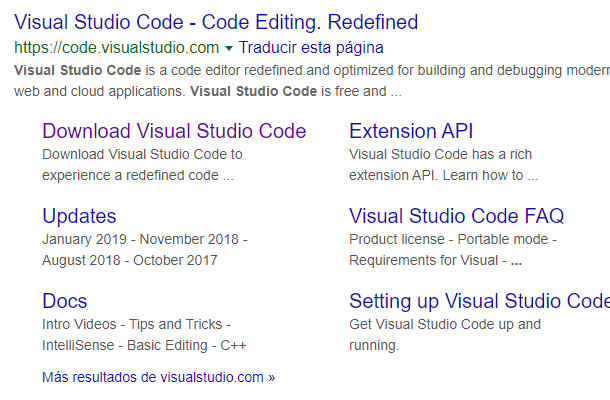 Visual Studio Code - Code Editing. Redefined
https://code.visualstudio.com ▾ Traducir esta página
Visual Studio Code is a code editor redefined and optimized for building and debugging modern
web and cloud applications. Visual Studio Code is free and ...
Download Visual Studio Code
Download Visual Studio Code to
experience a redefined code ...
Extension API
Visual Studio Code has a rich
extension API. Learn how to ...
Updates
January 2019 - November 2018 -
August 2018 - October 2017
Visual Studio Code FAQ
Product license - Portable mode -
Requirements for Visual - ...
Docs
Intro Videos - Tips and Tricks -
IntelliSense - Basic Editing - C++
Setting up Visual Studio Code
Get Visual Studio Code up and
running.
Más resultados de visualstudio.com »